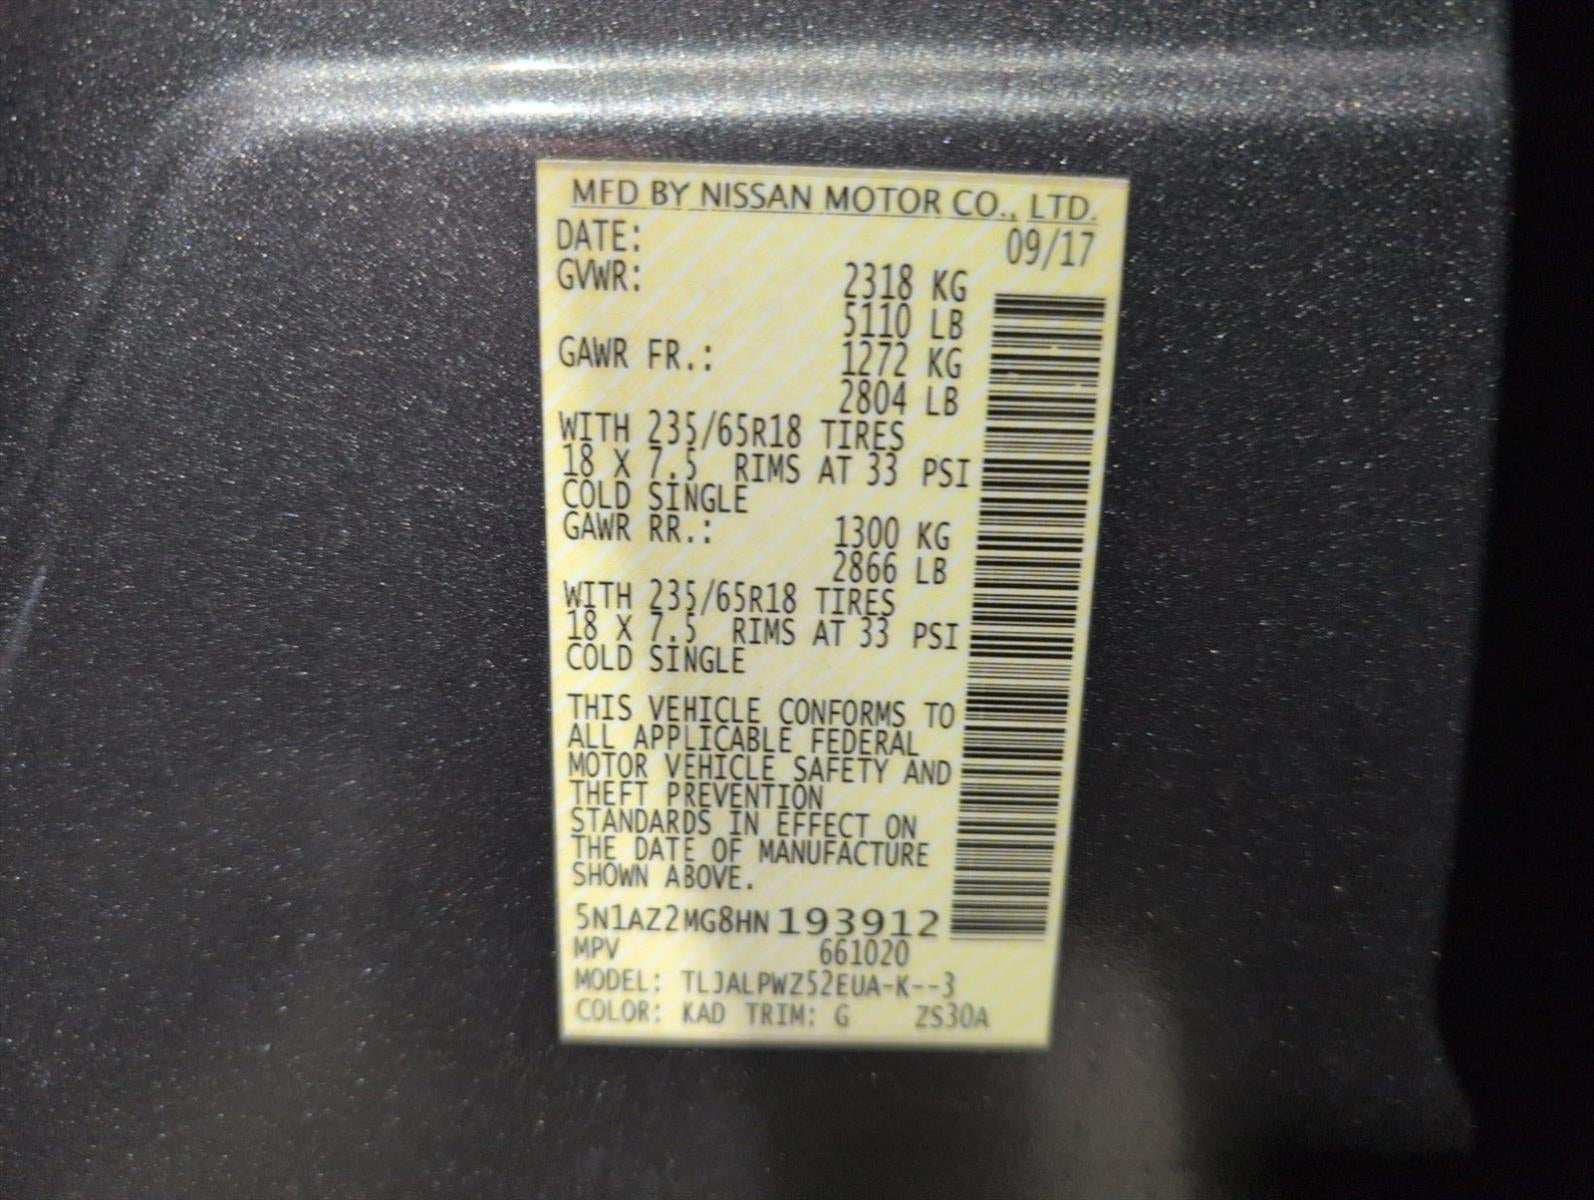 MFD BY NISSAN MOTOR CO., LTD.
DATE: 09/17
GVWR: 2318 KG
5110 LB
GAWR FR.: 1272 KG
2804 LB
WITH 235/65R18 TIRES
18 X 7.5 RIMS AT 33 PSI
COLD SINGLE
GAWR RR.: 1300 KG
2866 LB
WITH 235/65R18 TIRES
18 X 7.5 RIMS AT 33 PSI
COLD SINGLE
THIS VEHICLE CONFORMS TO
ALL APPLICABLE FEDERAL
MOTOR VEHICLE SAFETY AND
THEFT PREVENTION
STANDARDS IN EFFECT ON
THE DATE OF MANUFACTURE
SHOWN ABOVE.
5N1AZ2MG8HN193912
MPV 661020
MODEL: TLJALPWZ52EUA-K--3
COLOR: KAD TRIM: G ZS30A